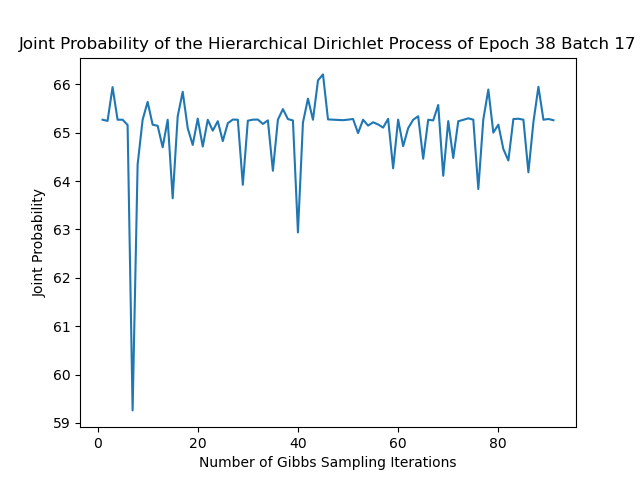 Joint Probability of the Hierarchical Dirichlet Process of Epoch 38 Batch 17
66
65
64
63
62
61
60
59
Joint Probability
0 20 40 60 80
Number of Gibbs Sampling Iterations